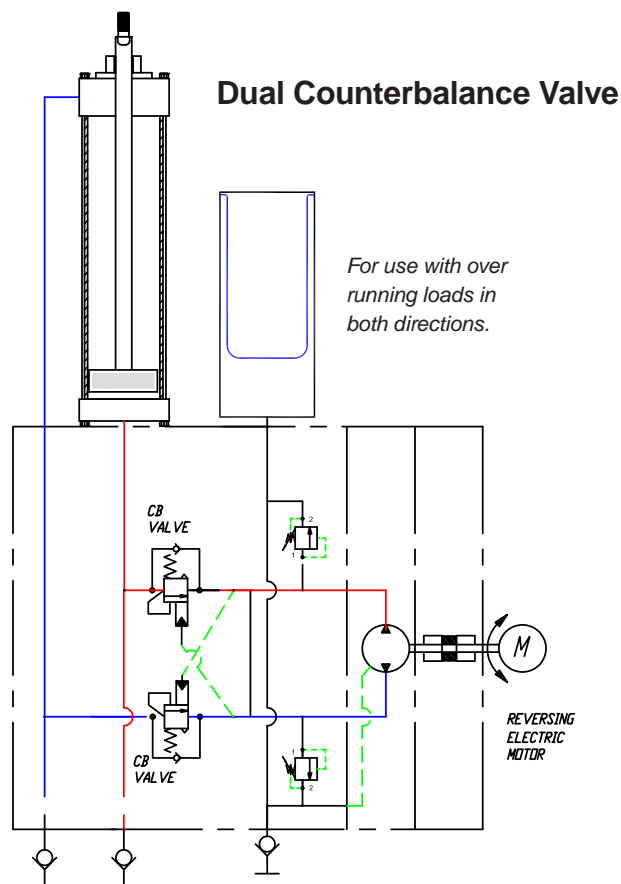 Dual Counterbalance Valve
For use with over
running loads in
both directions.
CB
VALVE
2
1
M
REVERSING
ELECTRIC
MOTOR
1
2
CB
VALVE